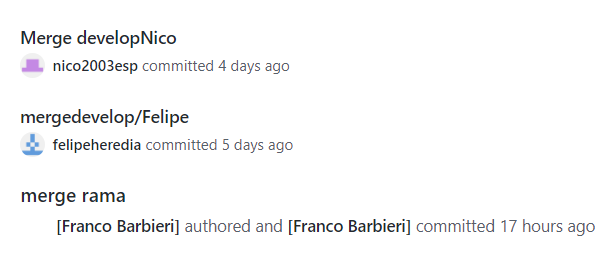 Merge developNico
nico2003esp committed 4 days ago
mergedevelop/Felipe
felipeheredia committed 5 days ago
merge rama
[Franco Barbieri] authored and [Franco Barbieri] committed 17 hours ago